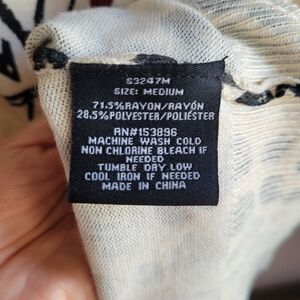 S3247M
SIZE: MEDIUM
71.5%RAYON/RAYÓN
28.5%POLYESTER/POLIÉSTER
RN#153896
MACHINE WASH COLD
NON CHLORINE BLEACH IF
NEEDED
TUMBLE DRY LOW
COOL IRON IF NEEDED
MADE IN CHINA